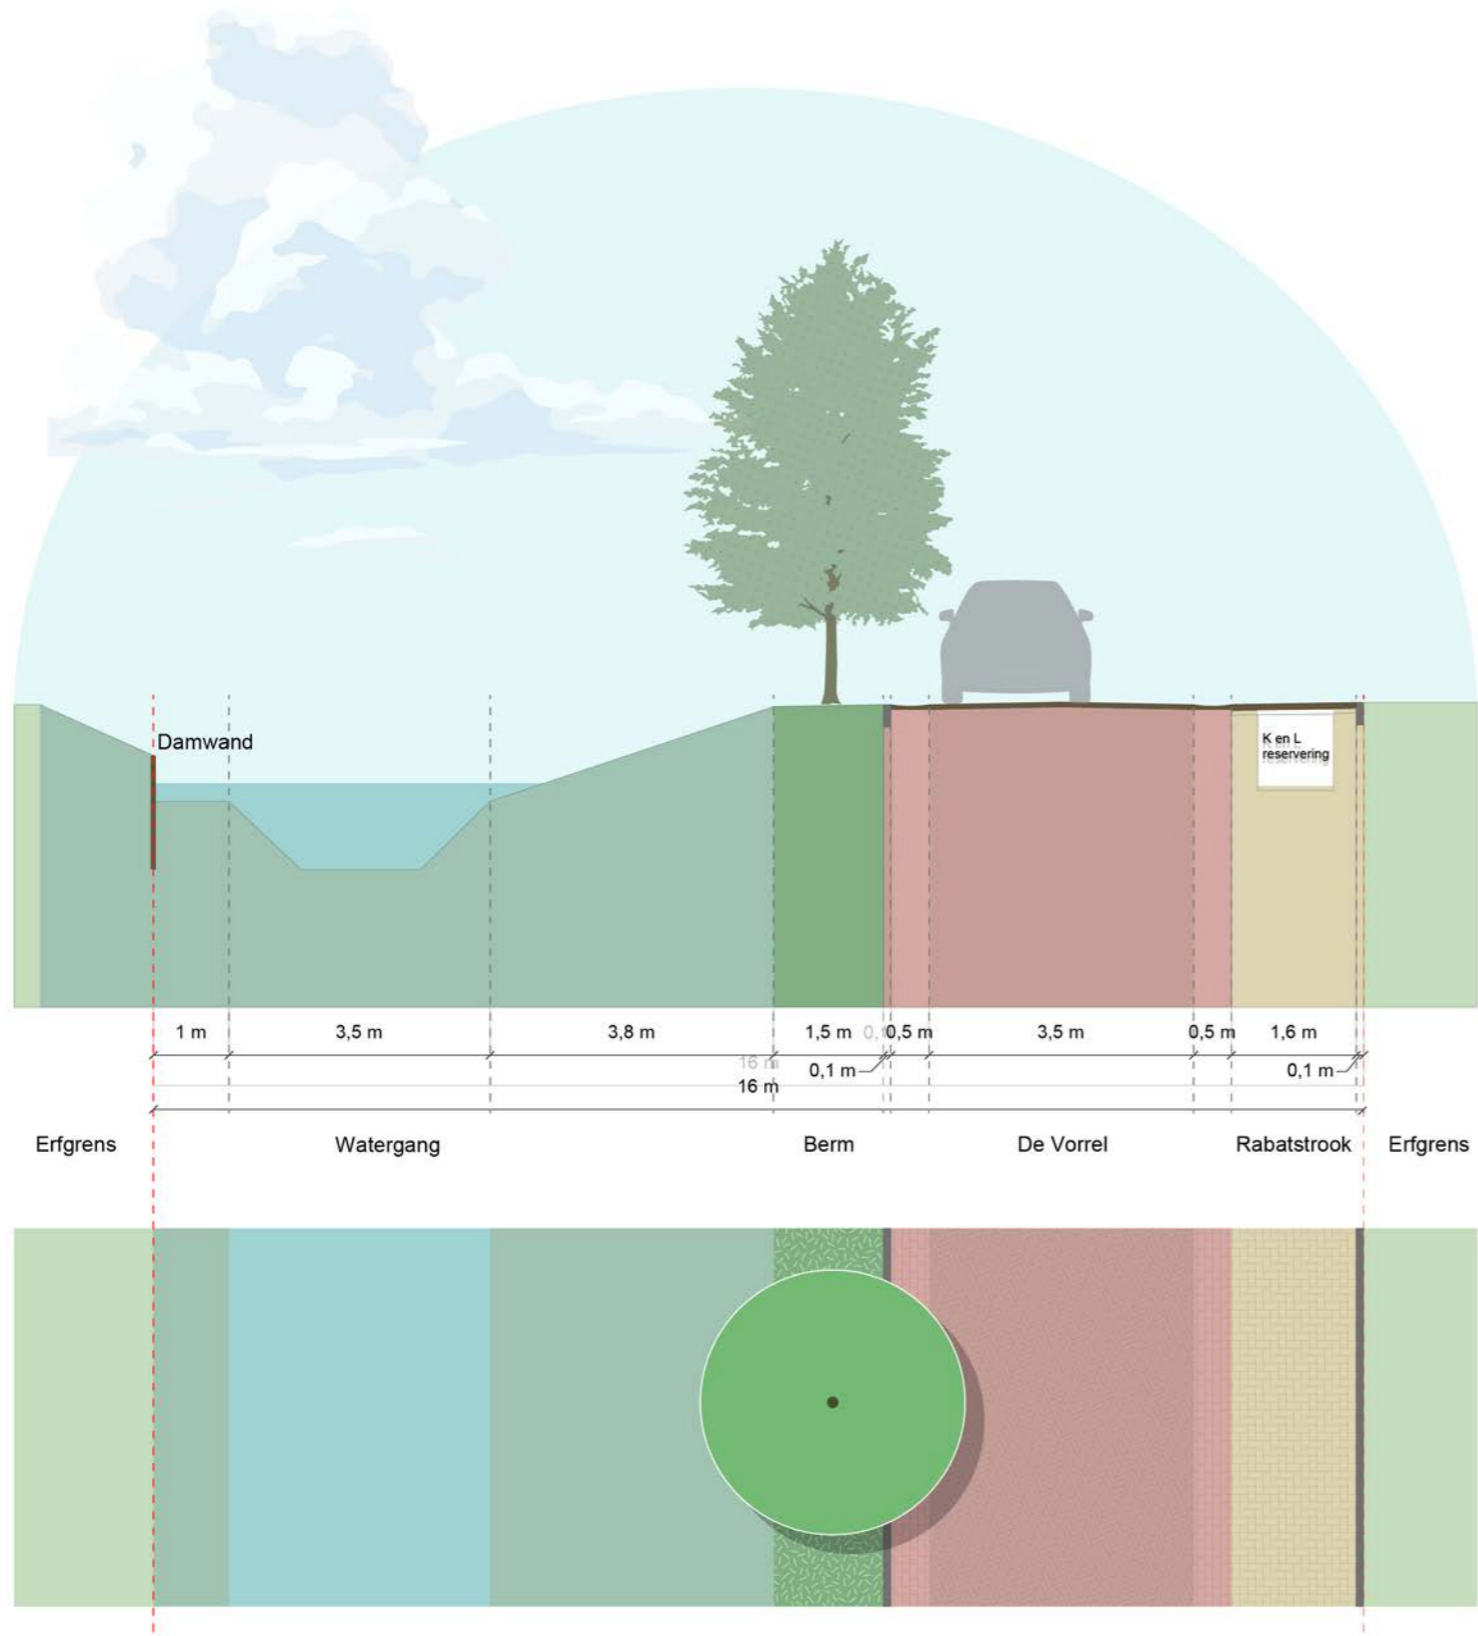 Damwand
K en L
reservering
1 m
3,5 m
3,8 m
1,5 m
0,5 m
3,5 m
0,5 m
1,6 m
16 m
0,1 m
0,1 m
16 m
Erfgrens
Watergang
Berm
De Vorrel
Rabatstrook
Erfgrens